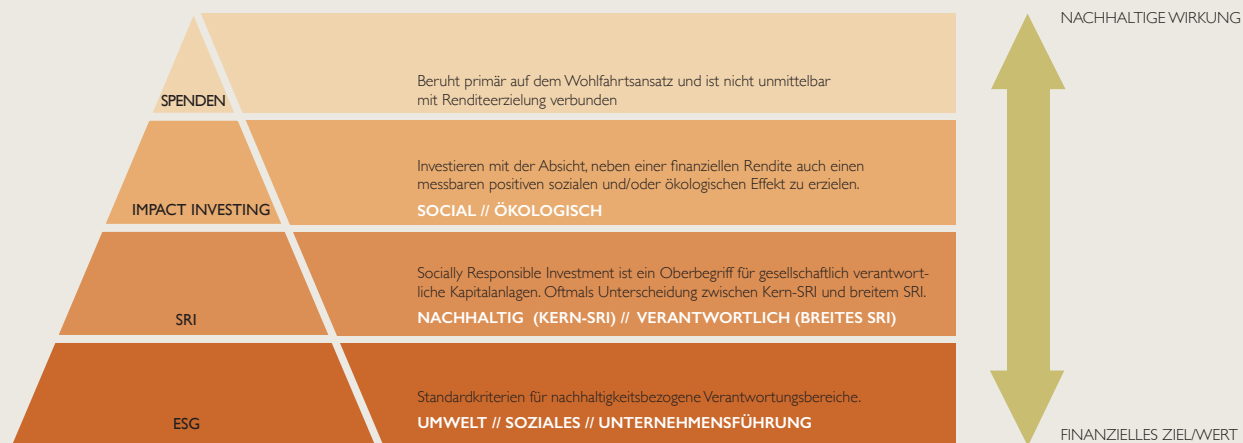 NACHHALTIGE WIRKUNG
Beruht primär auf dem Wohlfahrtsansatz und ist nicht unmittelbar
mit Renditeerzielung verbunden
SPENDEN
Investieren mit der Absicht, neben einer finanziellen Rendite auch einen
messbaren positiven sozialen und/oder ökologischen Effekt zu erzielen.
IMPACT INVESTING
SOCIAL // ÖKOLOGISCH
Socially Responsible Investment ist ein Oberbegriff für gesellschaftlich verantwort-
liche Kapitalanlagen. Oftmals Unterscheidung zwischen Kern-SRI und breitem SRI.
SRI
NACHHALTIG (KERN-SRI) // VERANTWORTLICH (BREITES SRI)
Standardkriterien für nachhaltigkeitsbezogene Verantwortungsbereiche.
ESG
UMWELT // SOZIALES // UNTERNEHMENSFÜHRUNG
FINANZIELLES ZIEL/WERT